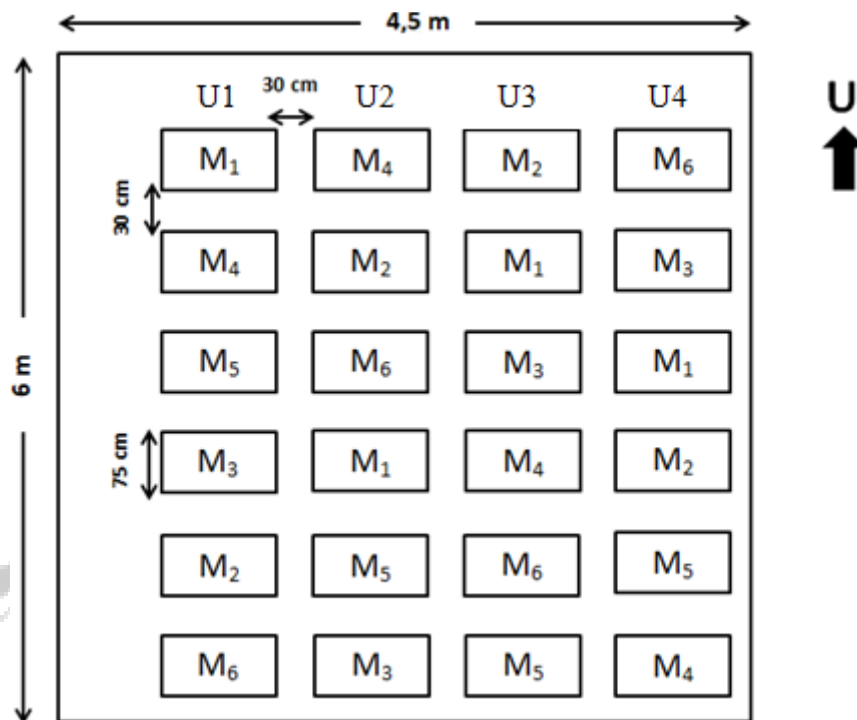 4,5 m
U1 30 cm U2 U3 U4 U
M₁ M₄ M₂ M₆
30 cm
M₄ M₂ M₁ M₃
M₅ M₆ M₃ M₁
6 m
M₃ M₁ M₄ M₂
75 cm
M₂ M₅ M₆ M₅
M₆ M₃ M₅ M₄